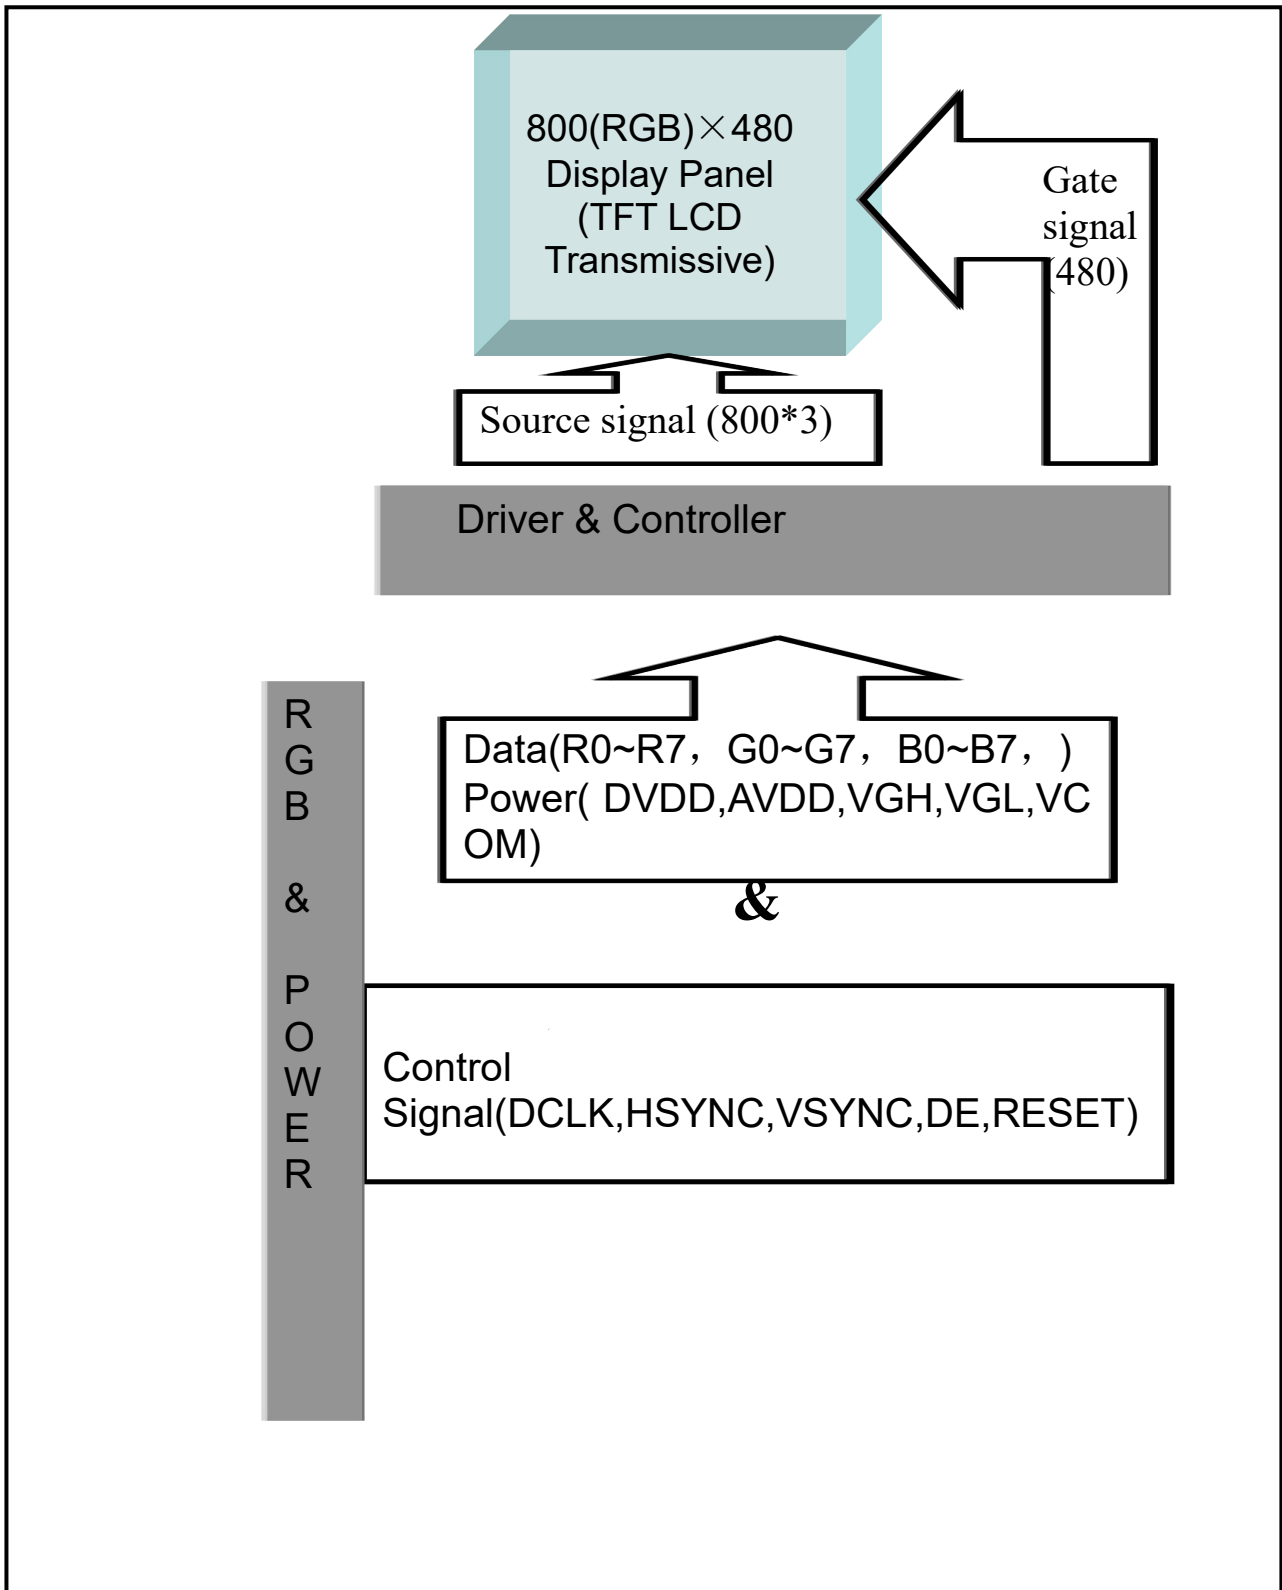 800(RGB)×480
Display Panel
(TFT LCD
Transmissive)
Gate
signal
(480)
Source signal (800*3)
Driver & Controller
R
G
B
&
P
O
W
E
R
Data(R0~R7，G0~G7，B0~B7，)
Power( DVDD,AVDD,VGH,VGL,VC
OM)
&
Control
Signal(DCLK,HSYNC,VSYNC,DE,RESET)